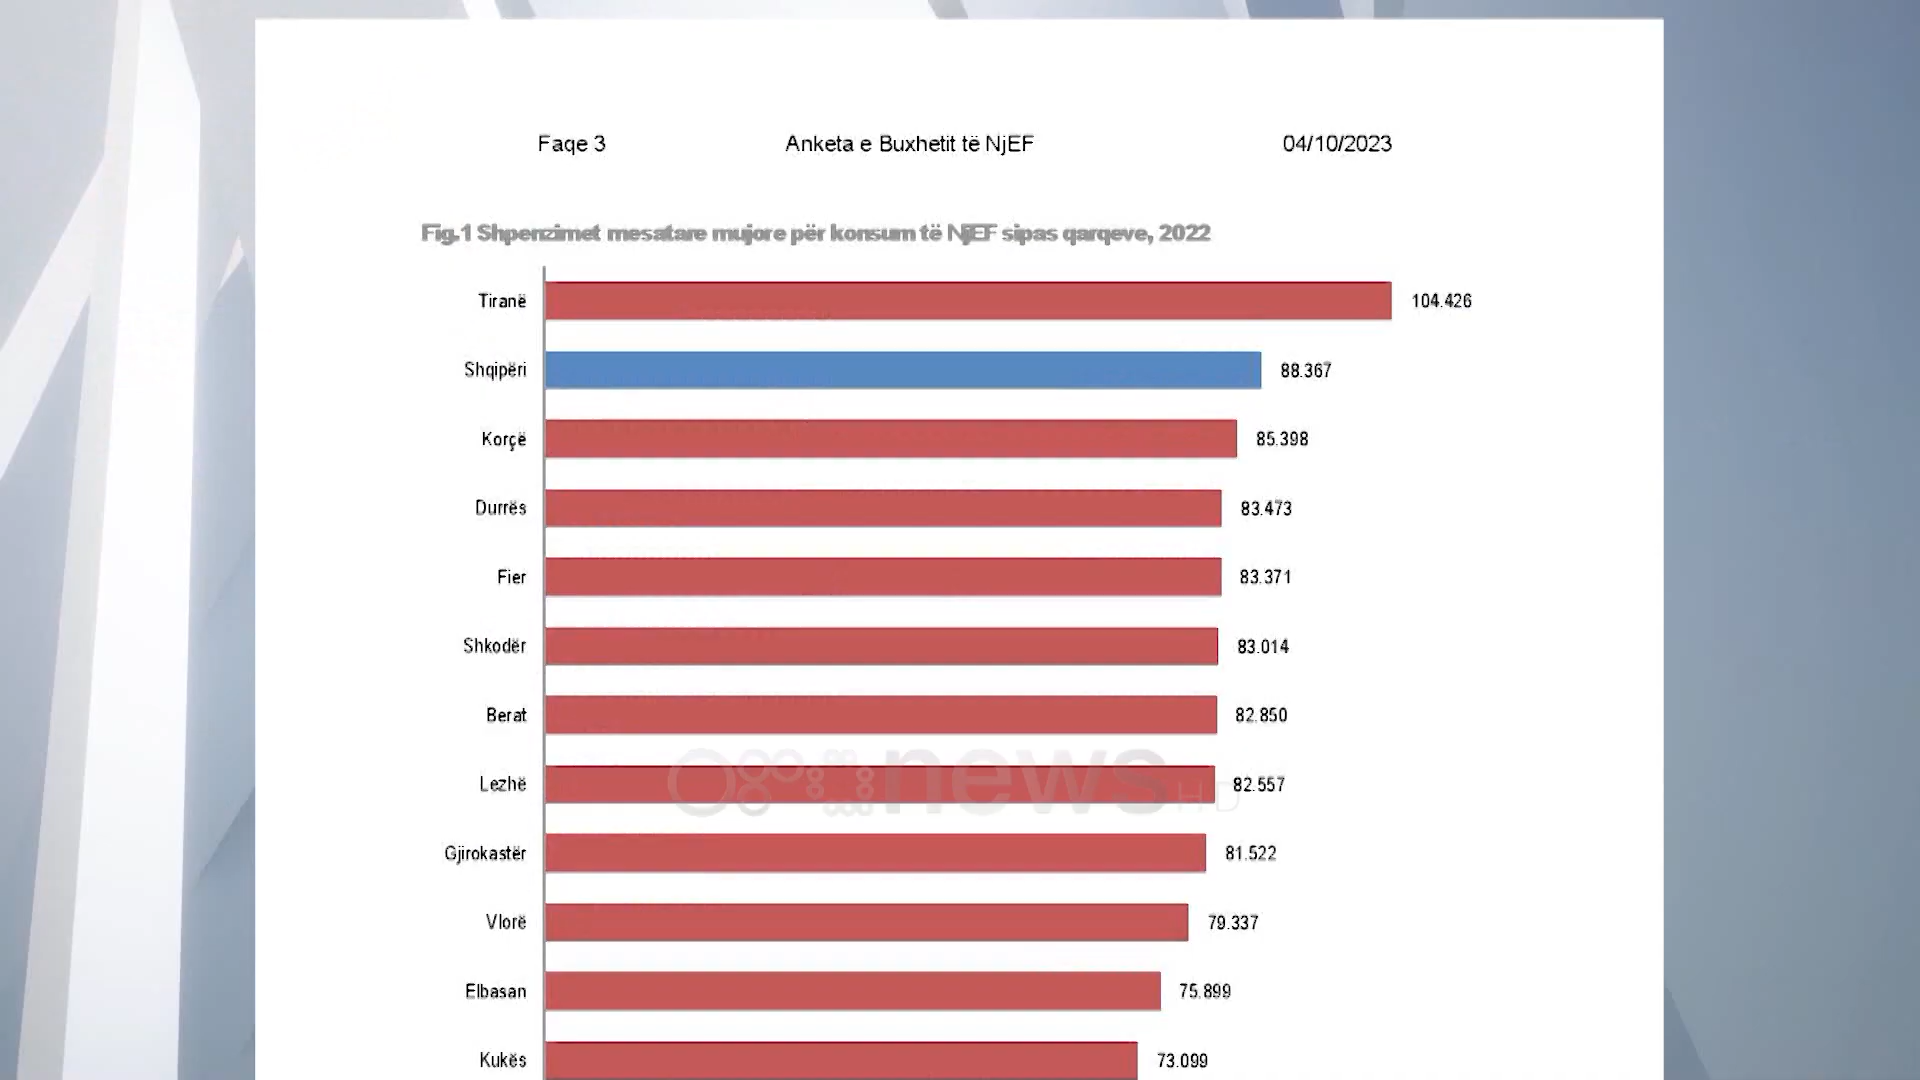 Faqe 3 Anketa e Buxhetit të NjEF 04/10/2023
Fig.1 Shpenzimet mesatare mujore për konsum të NjEF sipas qarqeve, 2022
Tiranë 104.426
Shqipëri 88.367
Korçë 85.398
Durrës 83.473
Fier 83.371
Shkodër 83.014
Berat 82.850
Lezhë 82.557
Gjirokastër 81.522
Vlorë 79.337
Elbasan 75.899
Kukës 73.099
news HD